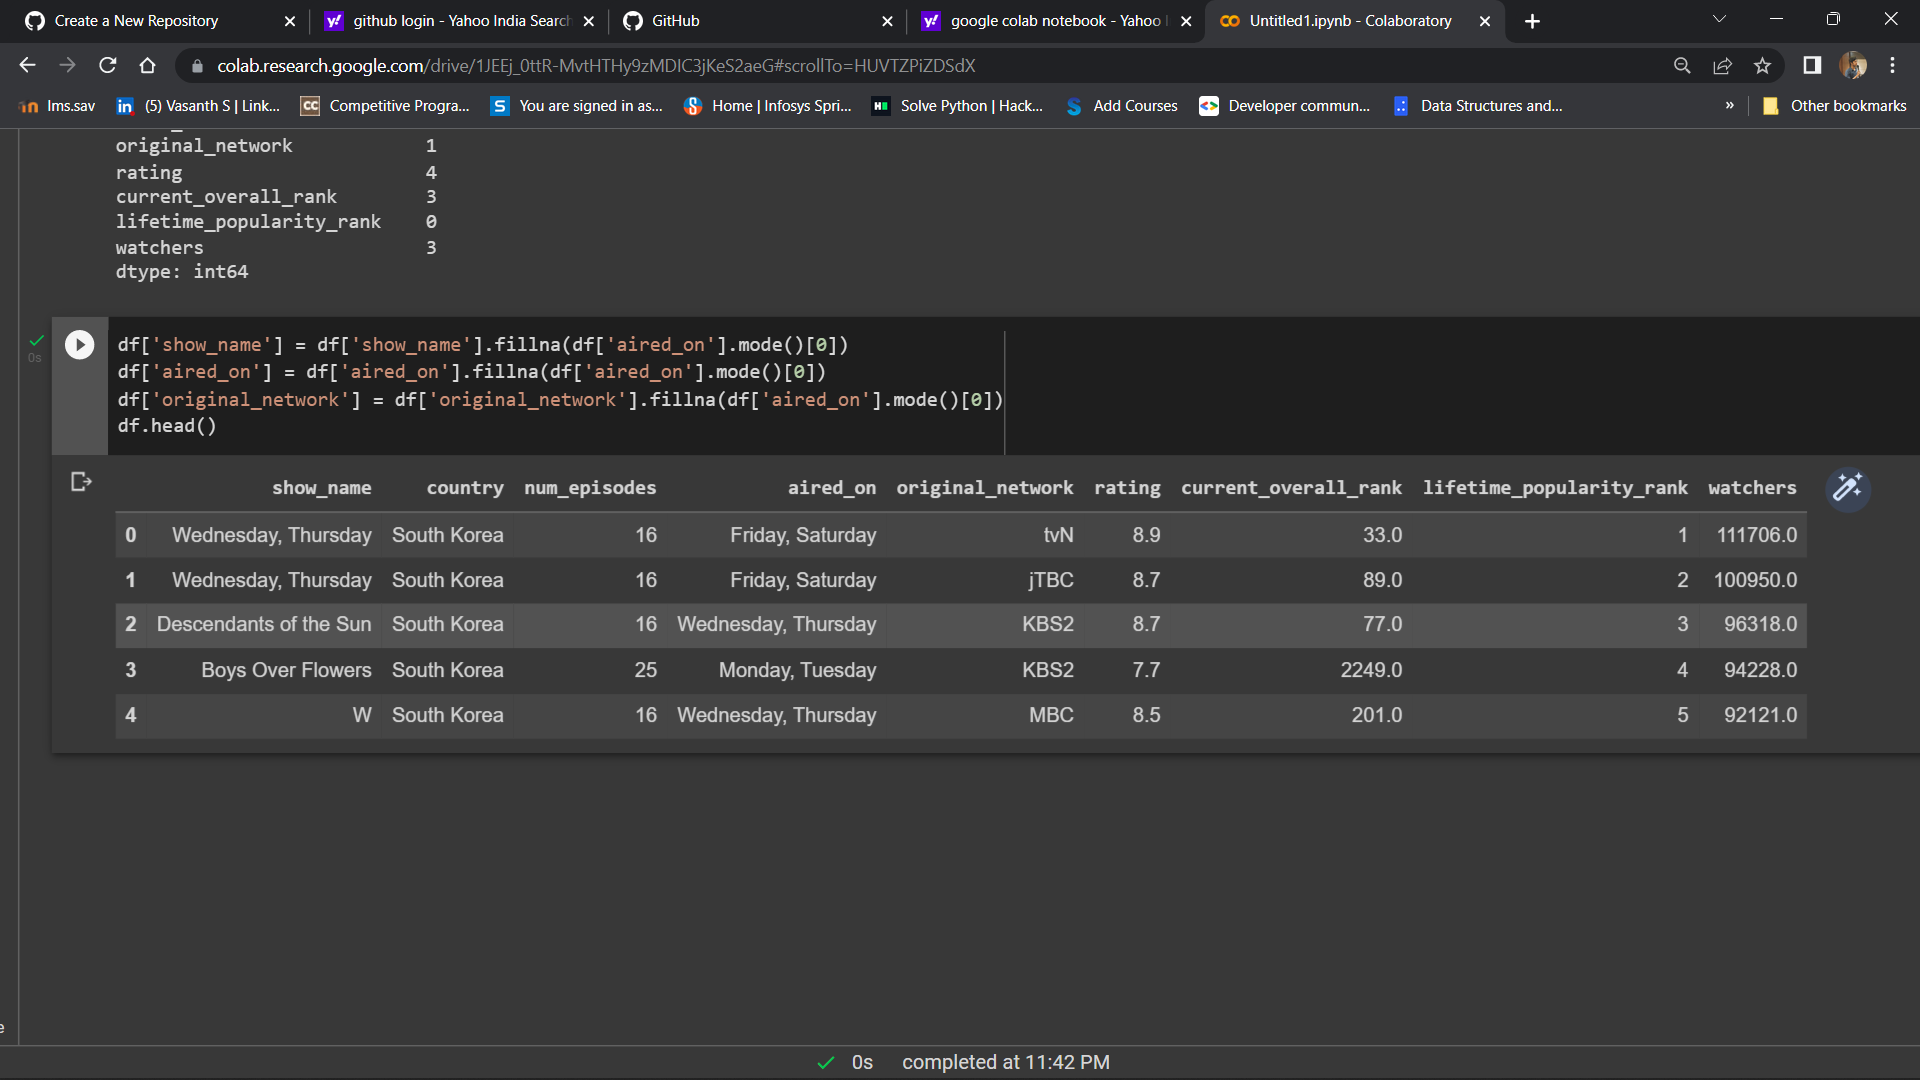 Create a New Repository
github login - Yahoo India Search
GitHub
google colab notebook - Yahoo
Untitled1.ipynb - Colaboratory
colab.research.google.com/drive/1JEEj_0ttR-MvtHTHy9zMDIC3jKeS2aeG#scrollTo=HUVTZPiZDSdX
lms.sav
(5) Vasanth S | Link...
Competitive Progra...
You are signed in as...
Home | Infosys Spri...
Solve Python | Hack...
Add Courses
Developer commun...
Data Structures and...
»
Other bookmarks
original_network 1
rating 4
current_overall_rank 3
lifetime_popularity_rank 0
watchers 3
dtype: int64
0s
df['show_name'] = df['show_name'].fillna(df['aired_on'].mode()[0])
df['aired_on'] = df['aired_on'].fillna(df['aired_on'].mode()[0])
df['original_network'] = df['original_network'].fillna(df['aired_on'].mode()[0])
df.head()
show_name country num_episodes aired_on original_network rating current_overall_rank lifetime_popularity_rank watchers
0 Wednesday, Thursday South Korea 16 Friday, Saturday tvN 8.9 33.0 1 111706.0
1 Wednesday, Thursday South Korea 16 Friday, Saturday jTBC 8.7 89.0 2 100950.0
2 Descendants of the Sun South Korea 16 Wednesday, Thursday KBS2 8.7 77.0 3 96318.0
3 Boys Over Flowers South Korea 25 Monday, Tuesday KBS2 7.7 2249.0 4 94228.0
4 W South Korea 16 Wednesday, Thursday MBC 8.5 201.0 5 92121.0
0s completed at 11:42 PM